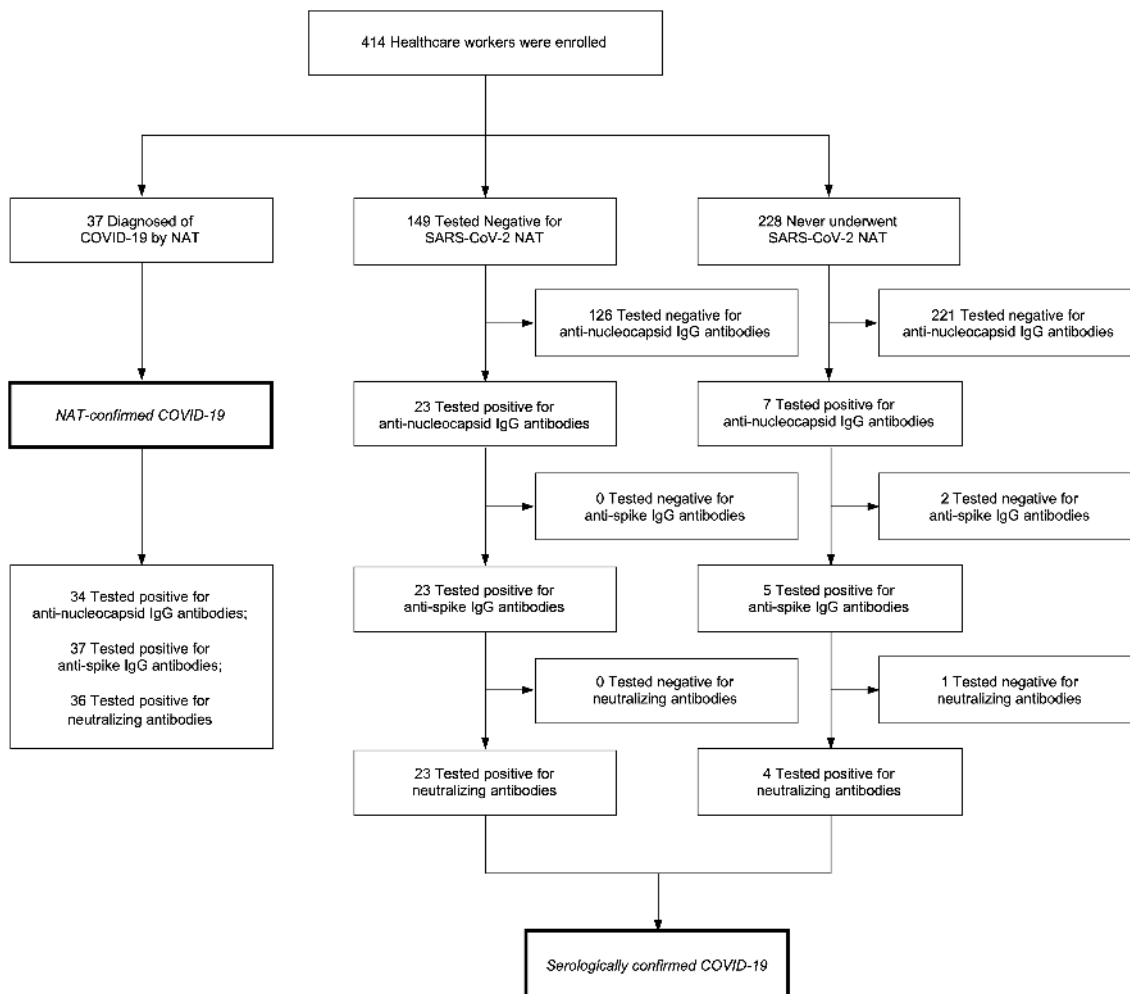 414 Healthcare workers were enrolled
37 Diagnosed of
COVID-19 by NAT
149 Tested Negative for
SARS-CoV-2 NAT
228 Never underwent
SARS-CoV-2 NAT
126 Tested negative for
anti-nucleocapsid IgG antibodies
221 Tested negative for
anti-nucleocapsid IgG antibodies
NAT-confirmed COVID-19
23 Tested positive for
anti-nucleocapsid IgG antibodies
7 Tested positive for
anti-nucleocapsid IgG antibodies
0 Tested negative for
anti-spike IgG antibodies
2 Tested negative for
anti-spike IgG antibodies
34 Tested positive for
anti-nucleocapsid IgG antibodies;
37 Tested positive for
anti-spike IgG antibodies;
36 Tested positive for
neutralizing antibodies
23 Tested positive for
anti-spike IgG antibodies
5 Tested positive for
anti-spike IgG antibodies
0 Tested negative for
neutralizing antibodies
1 Tested negative for
neutralizing antibodies
23 Tested positive for
neutralizing antibodies
4 Tested positive for
neutralizing antibodies
Serologically confirmed COVID-19